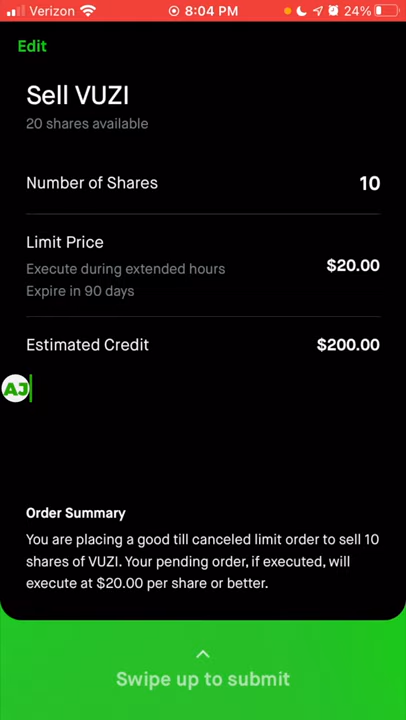 Verizon 8:04 PM 24%
Edit
Sell VUZI
20 shares available
Number of Shares 10
Limit Price
Execute during extended hours $20.00
Expire in 90 days
Estimated Credit $200.00
AJ
Order Summary
You are placing a good till canceled limit order to sell 10
shares of VUZI. Your pending order, if executed, will
execute at $20.00 per share or better.
Swipe up to submit